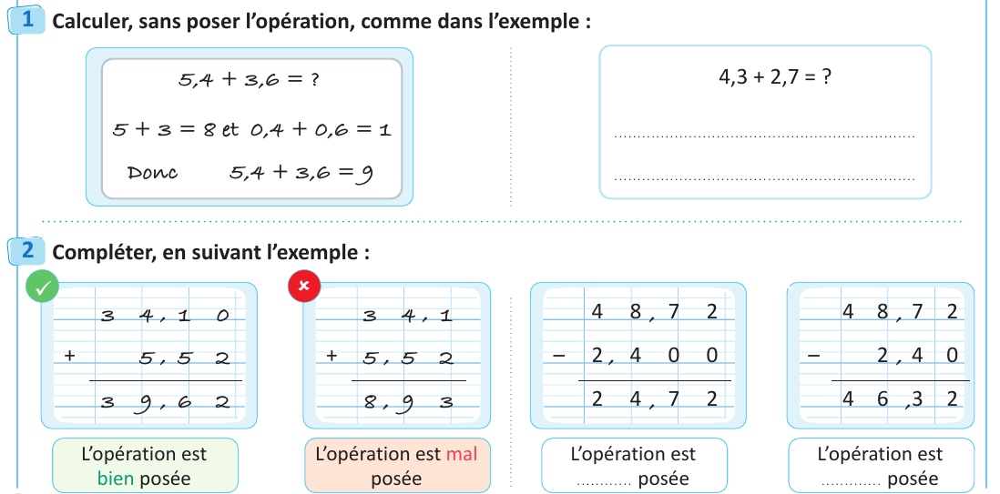 1 Calculer, sans poser l’opération, comme dans l’exemple :
5,4 + 3,6 = ?
5 + 3 = 8 et 0,4 + 0,6 = 1
Donc 5,4 + 3,6 = 9
4,3 + 2,7 = ?
2 Compléter, en suivant l’exemple :
3 4,1 0
+ 5,5 2
3 9,6 2
L’opération est
bien posée
3 4,1
+ 5,5 2
8,9 3
L’opération est mal
posée
4 8,7 2
– 2,4 0 0
2 4,7 2
L’opération est
............ posée
4 8,7 2
– 2,4 0
4 6,3 2
L’opération est
............. posée